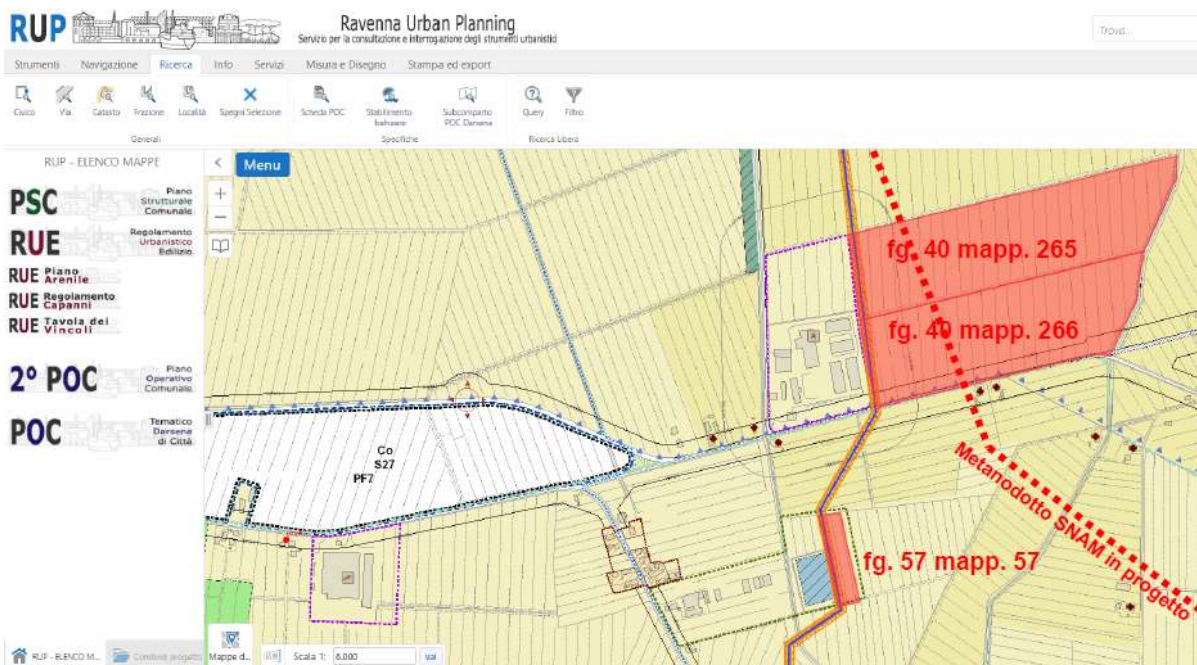 RUP
Ravenna Urban Planning
Servizio per la consultazione e interrogazione degli strumenti urbanistici
Trova...
Strumenti Navigazione Ricerca Info Servizi Misura e Disegno Stampa ed export
Civico Via Catasto Frazione Località Spegni Selezione Scheda POC Stabilimento balneare Subcomparto POC Darsena Query Filtro
Generali Specifiche Ricerca Libera
RUP - ELENCO MAPPE
Menu
PSC Piano Strutturale Comunale
RUE Regolamento Urbanistico Edilizio
RUE Piano Arenile
RUE Regolamento Capanni
RUE Tavola dei Vincoli
2° POC Piano Operativo Comunale
POC Tematico Darsena di Città
fg. 40 mapp. 265
fg. 40 mapp. 266
Co
S27
PF7
Metanodotto SNAM in progetto
fg. 57 mapp. 57
RUP - ELENCO M... Condividi progetto Mappe d... Scala 1: 6.000 vai